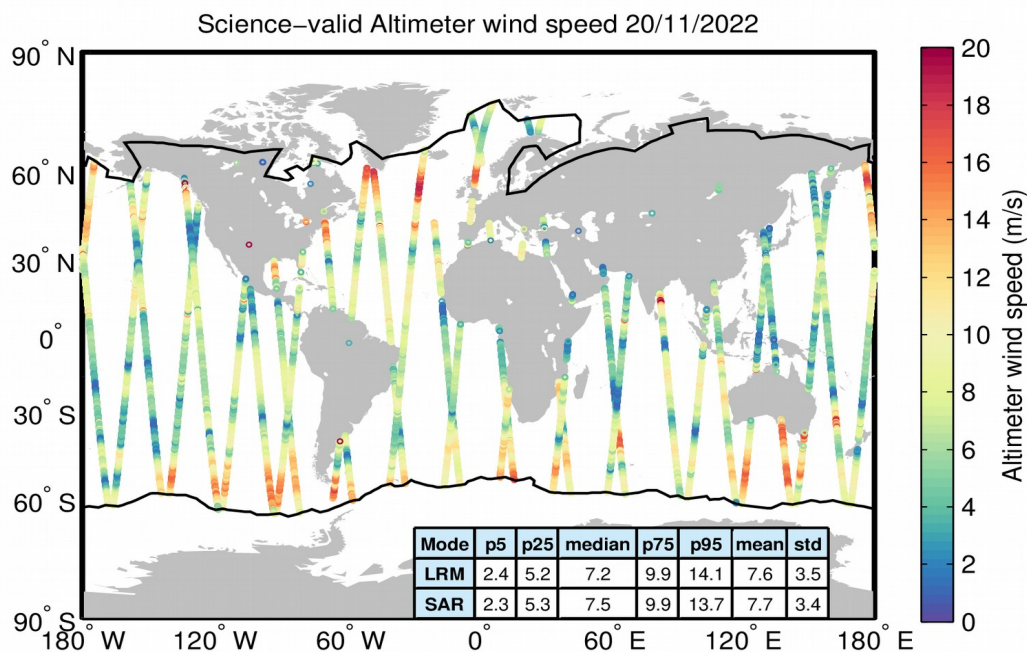 Science-valid Altimeter wind speed 20/11/2022
90° N
60° N
30° N
0°
30° S
60° S
90° S
180° W
120° W
60° W
0°
60° E
120° E
180° E
20
18
16
14
12
10
8
6
4
2
0
Altimeter wind speed (m/s)
Mode p5 p25 median p75 p95 mean std
LRM 2.4 5.2 7.2 9.9 14.1 7.6 3.5
SAR 2.3 5.3 7.5 9.9 13.7 7.7 3.4